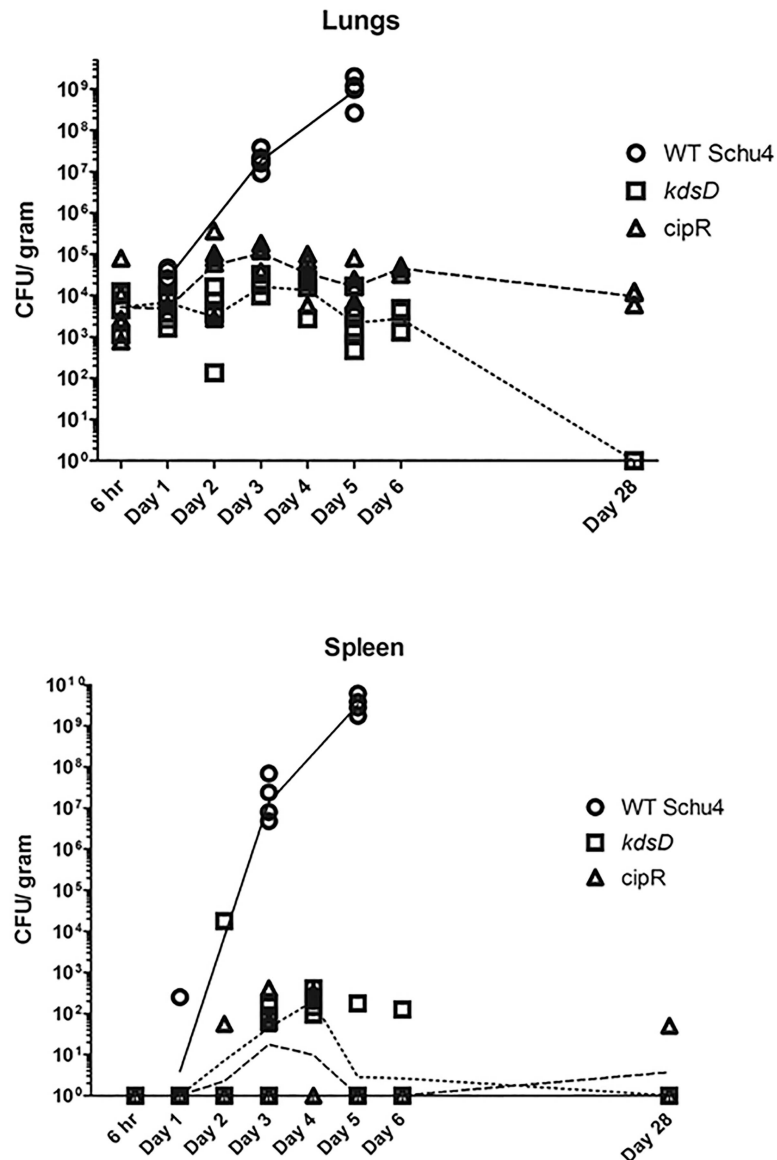 Lungs
CFU/ gram
10⁹
10⁸
10⁷
10⁶
10⁵
10⁴
10³
10²
10¹
10⁰
6 hr
Day 1
Day 2
Day 3
Day 4
Day 5
Day 6
Day 28
WT Schu4
kdsD
cipR
Spleen
CFU/ gram
10¹⁰
10⁹
10⁸
10⁷
10⁶
10⁵
10⁴
10³
10²
10¹
10⁰
6 hr
Day 1
Day 2
Day 3
Day 4
Day 5
Day 6
Day 28
WT Schu4
kdsD
cipR